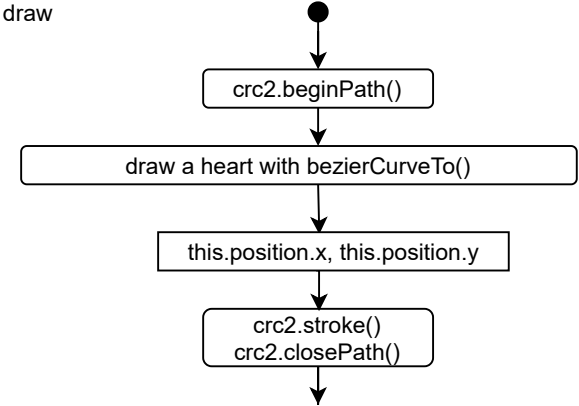 draw
crc2.beginPath()
draw a heart with bezierCurveTo()
this.position.x, this.position.y
crc2.stroke()
crc2.closePath()